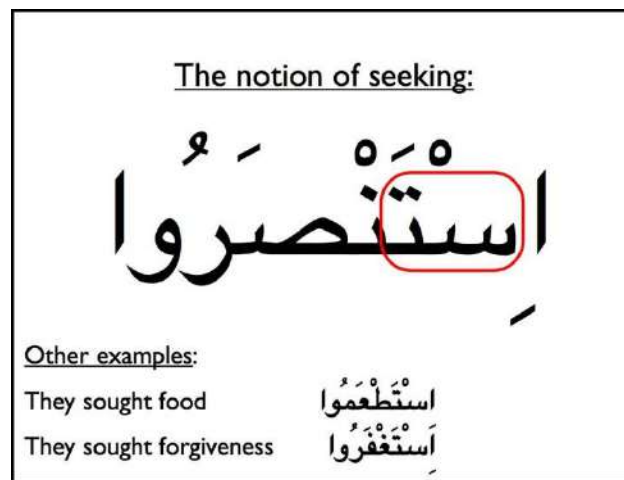 The notion of seeking:
اِسْتَنْصَرُوا
Other examples:
They sought food اسْتَطْعَمُوا
They sought forgiveness اَِسْتَغْفَرُوا